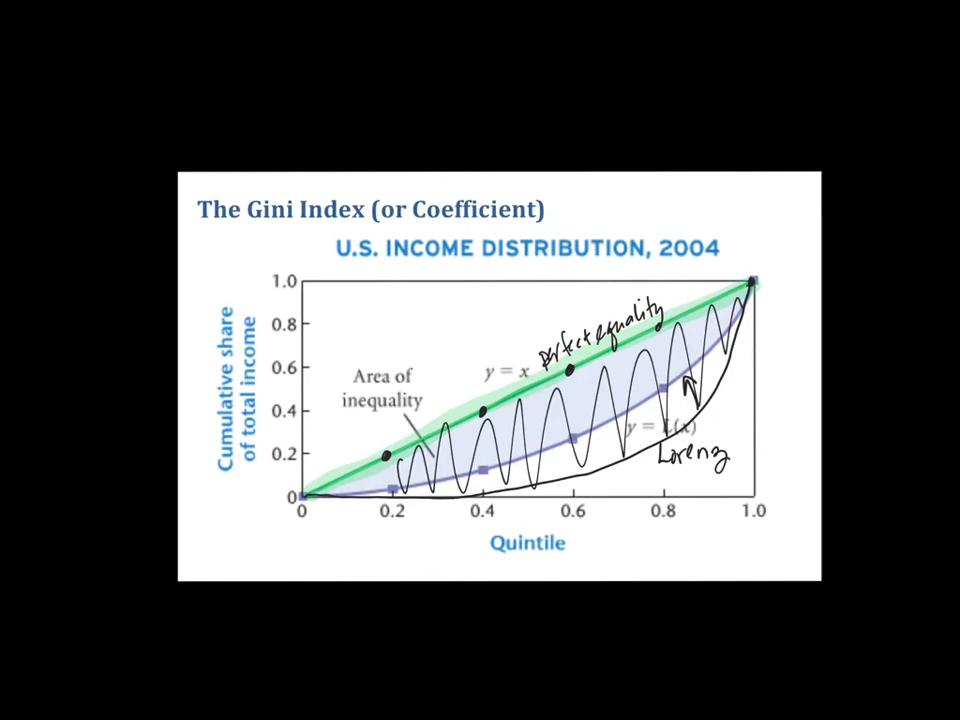 The Gini Index (or Coefficient)
U.S. INCOME DISTRIBUTION, 2004
Cumulative share
of total income
1.0
0.8
0.6
0.4
0.2
0
perfect equality
y = x
Area of
inequality
y = L(x)
Lorenz
0 0.2 0.4 0.6 0.8 1.0
Quintile